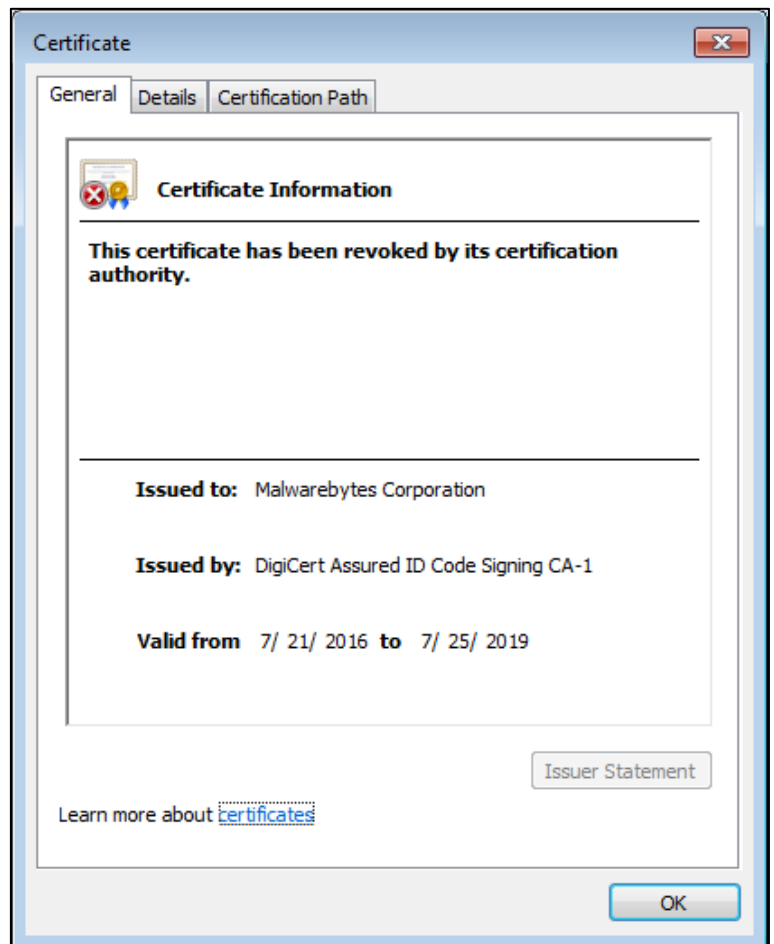 Certificate
General Details Certification Path
Certificate Information
This certificate has been revoked by its certification
authority.
Issued to: Malwarebytes Corporation
Issued by: DigiCert Assured ID Code Signing CA-1
Valid from 7/ 21/ 2016 to 7/ 25/ 2019
Issuer Statement
Learn more about certificates
OK